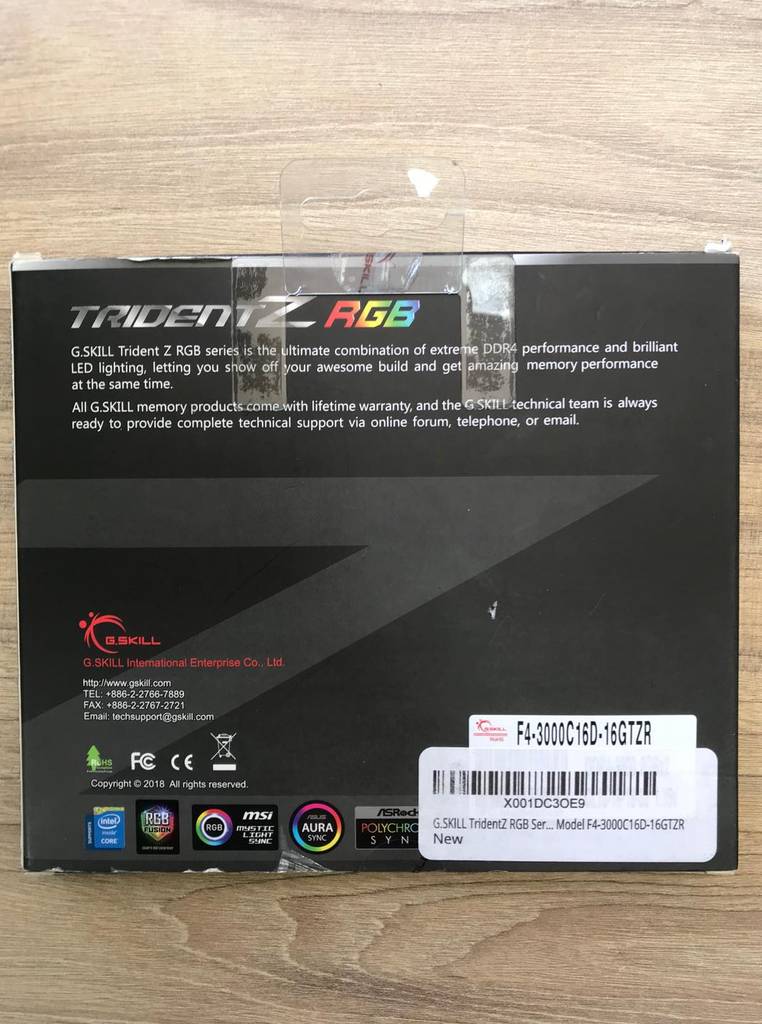 TRIDENTZ RGB
G.SKILL Trident Z RGB series is the ultimate combination of extreme DDR4 performance and brilliant
LED lighting, letting you show off your awesome build and get amazing memory performance
at the same time.
All G.SKILL memory products come with lifetime warranty, and the G.SKILL technical team is always
ready to provide complete technical support via online forum, telephone, or email.
G.SKILL
G.SKILL International Enterprise Co., Ltd.
http://www.gskill.com
TEL: +886-2-2766-7889
FAX: +886-2-2767-2721
Email: techsupport@gskill.com
RoHS
FC CE
Copyright © 2018 All rights reserved.
G.SKILL
RoHS
F4-3000C16D-16GTZR
X001DC3OE9
G.SKILL TridentZ RGB Ser... Model F4-3000C16D-16GTZR
New
SUPPORTS
intel
inside
CORE
RGB
FUSION
RGB
msi
MYSTIC
LIGHT
SYNC
ASUS
AURA
SYNC
ASRock
POLYCHRO
SYN